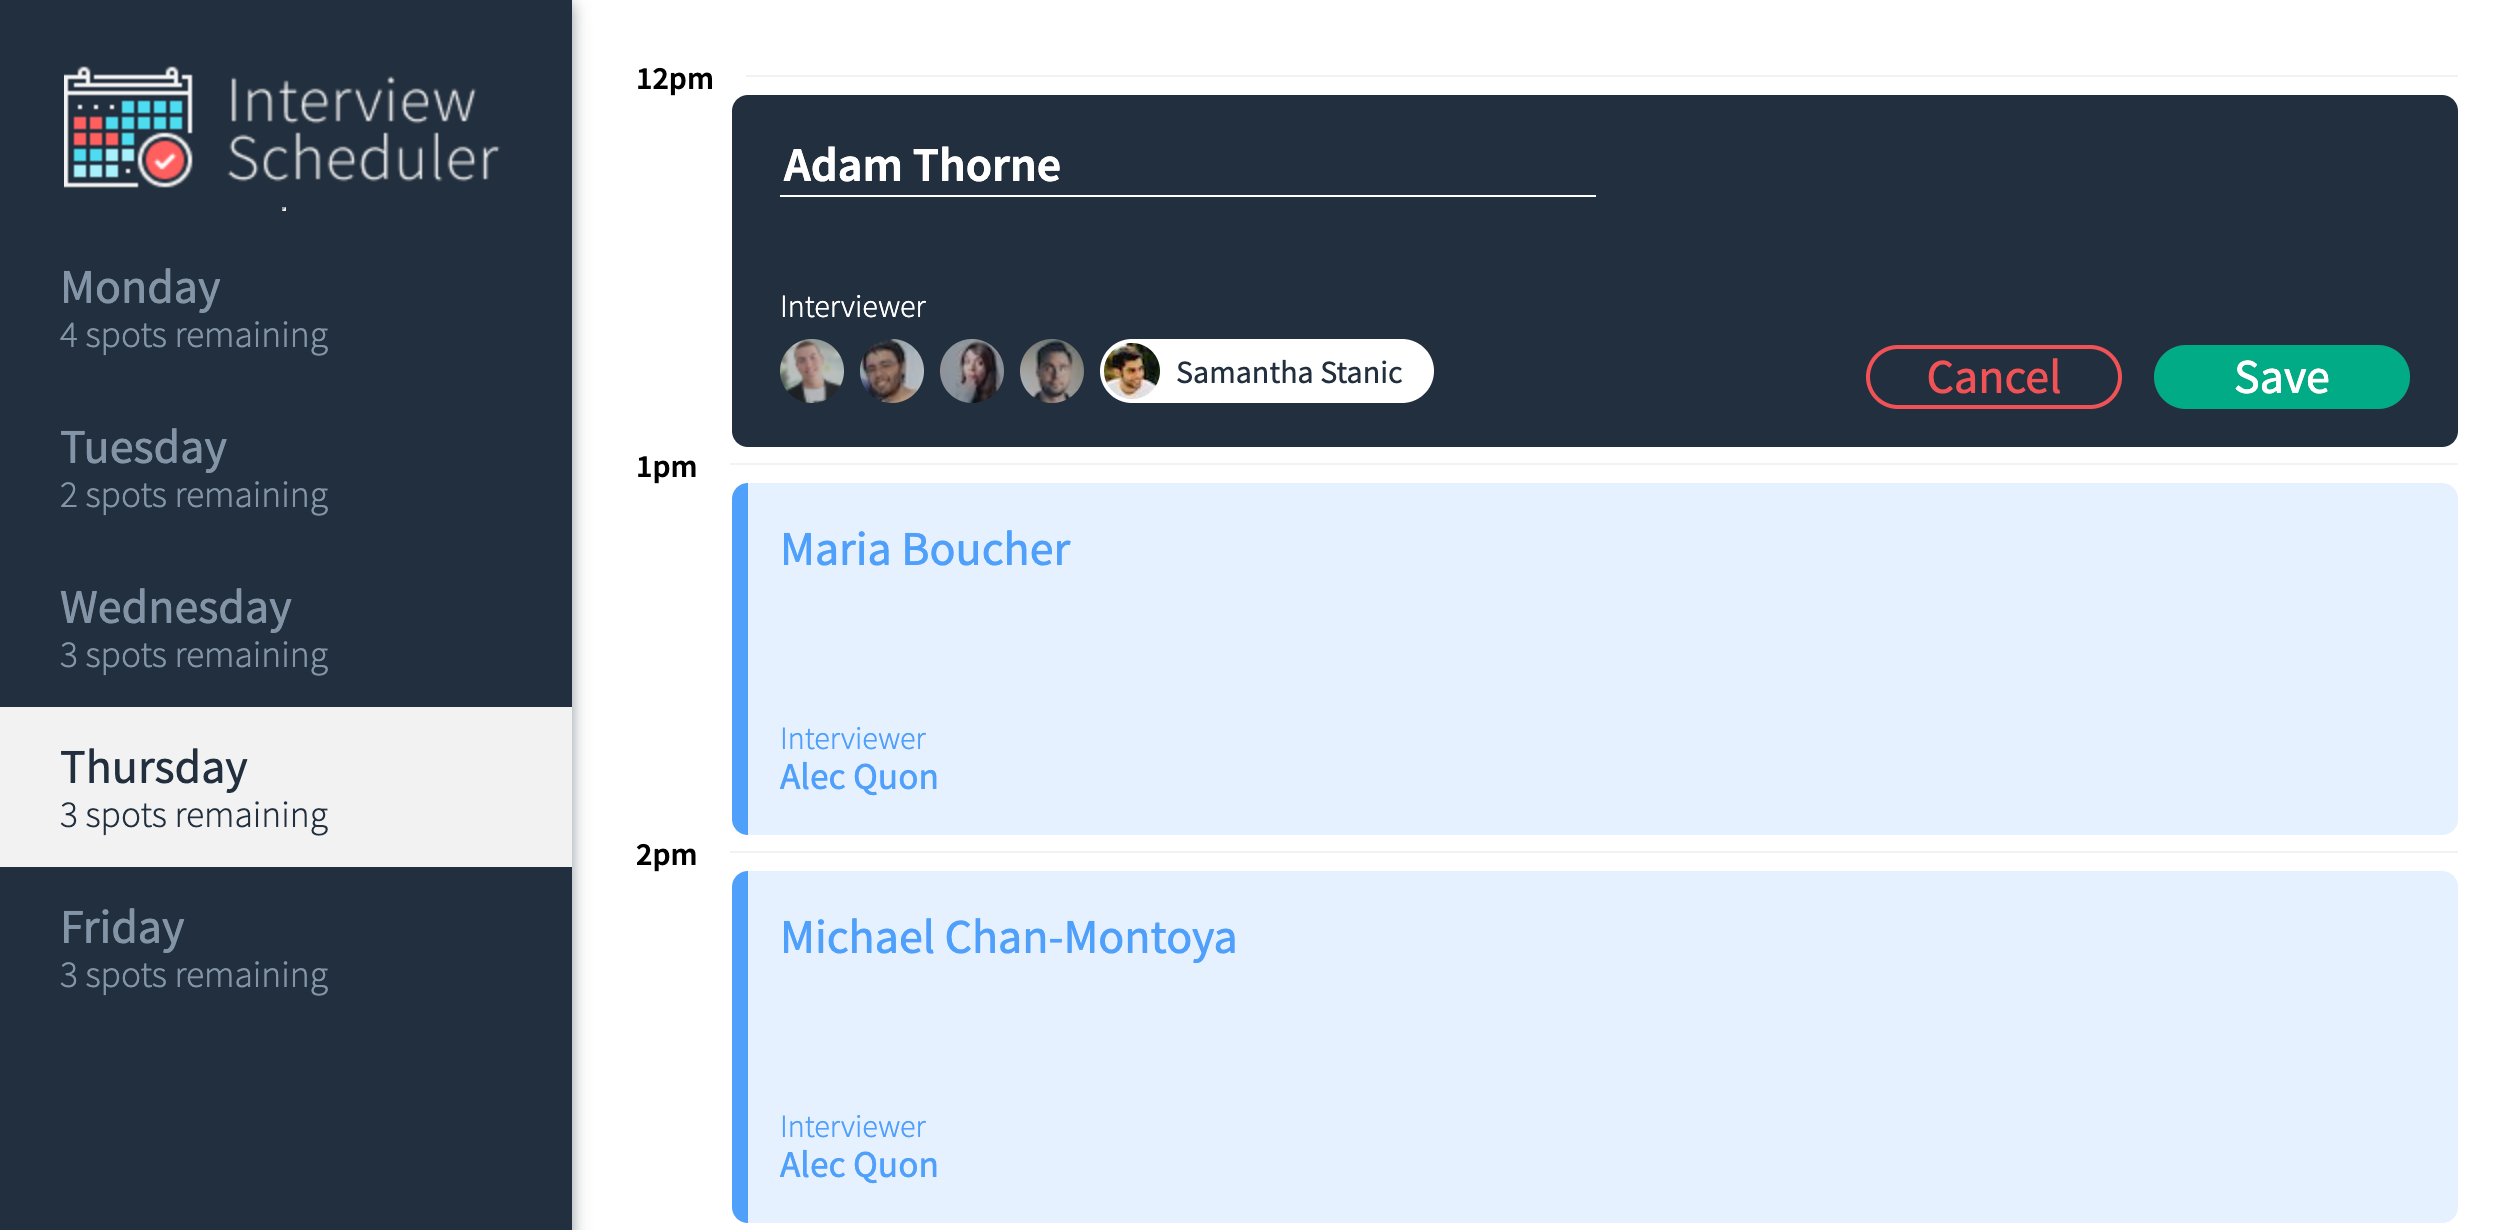 Interview
Scheduler
Monday
4 spots remaining
Tuesday
2 spots remaining
Wednesday
3 spots remaining
Thursday
3 spots remaining
Friday
3 spots remaining
12pm
Adam Thorne
Interviewer
Samantha Stanic
Cancel
Save
1pm
Maria Boucher
Interviewer
Alec Quon
2pm
Michael Chan-Montoya
Interviewer
Alec Quon